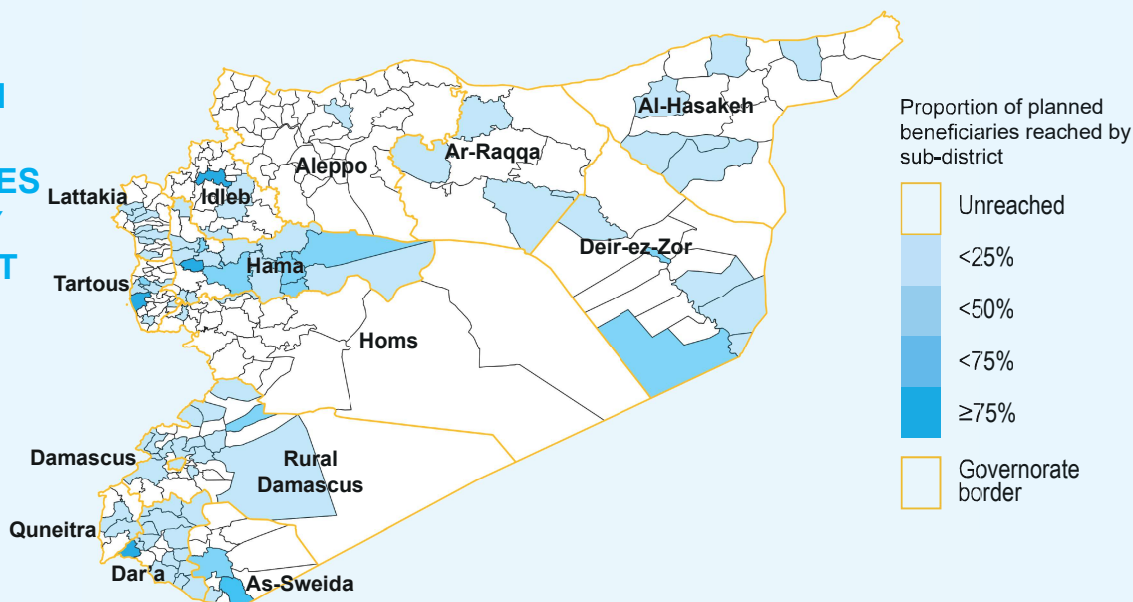 ES
T
Proportion of planned
beneficiaries reached by
sub-district
Unreached
<25%
<50%
<75%
≥75%
Governorate
border
Al-Hasakeh
Ar-Raqqa
Aleppo
Idleb
Lattakia
Deir-ez-Zor
Hama
Tartous
Homs
Damascus
Rural
Damascus
Quneitra
Dar'a
As-Sweida